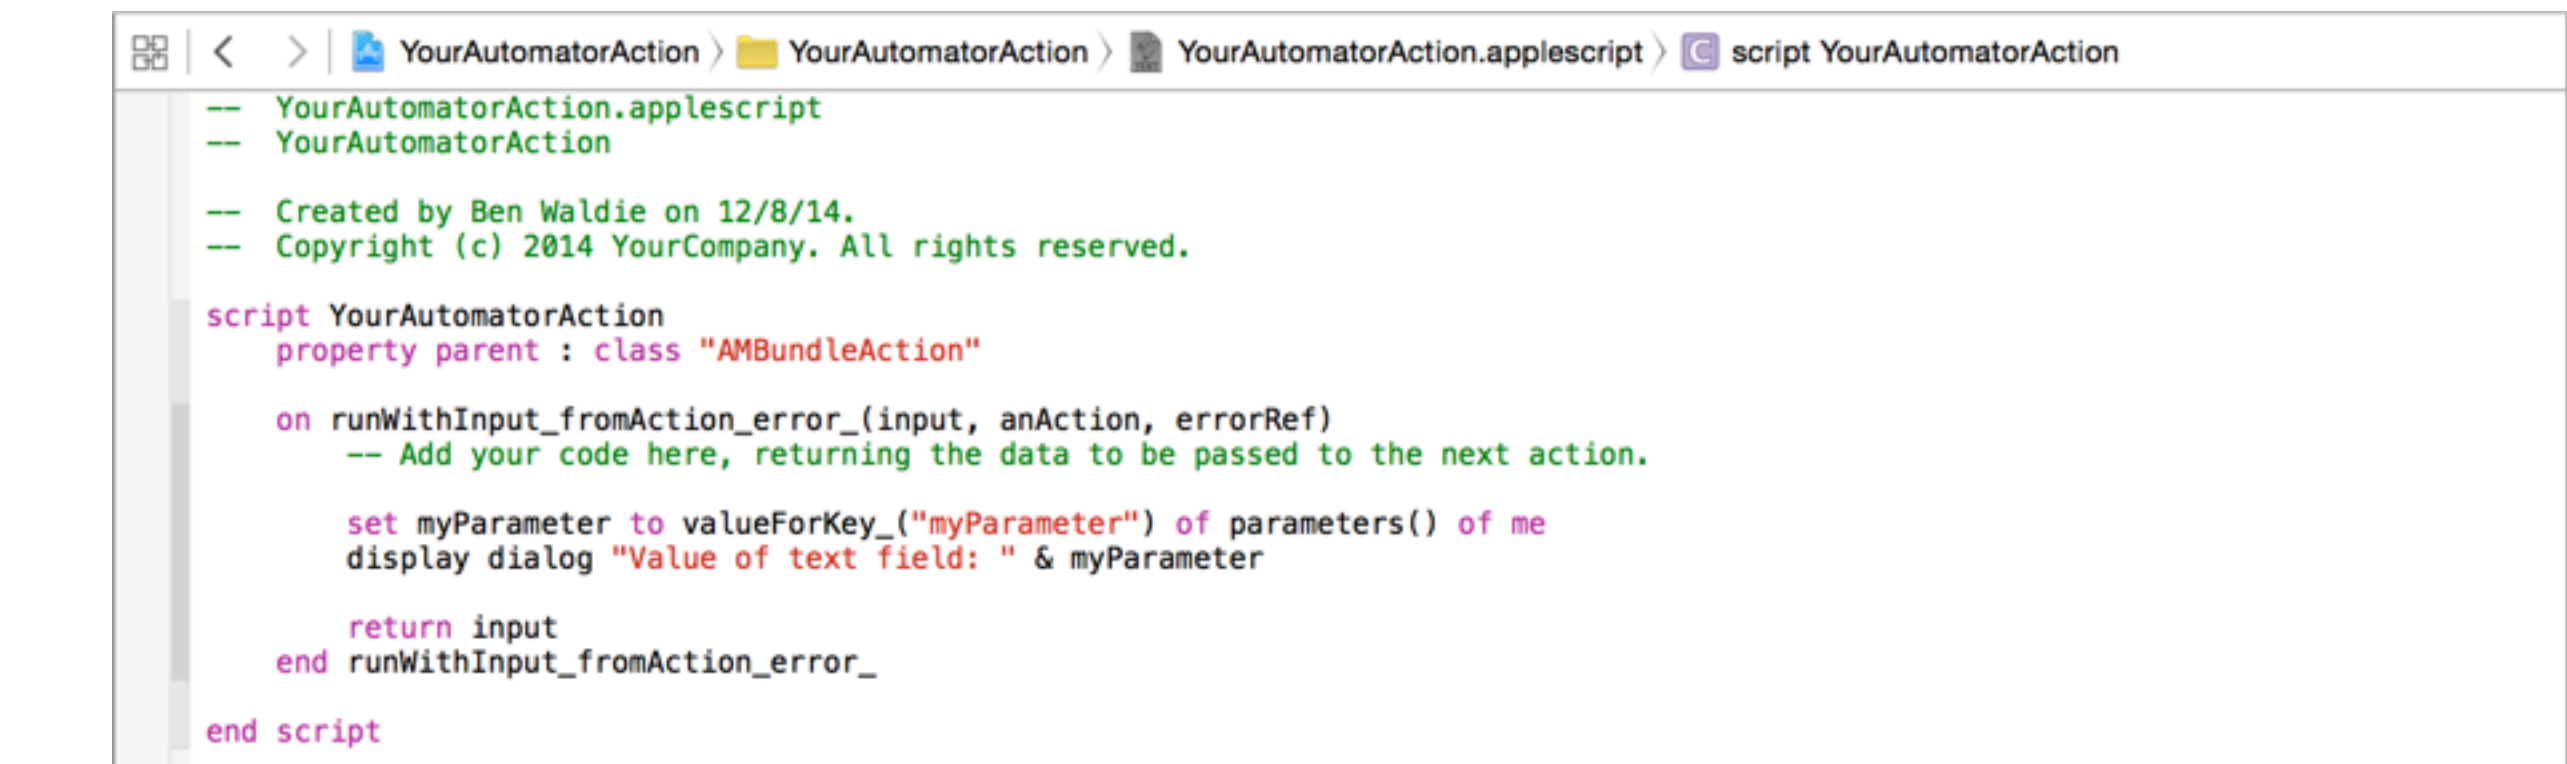 YourAutomatorAction YourAutomatorAction YourAutomatorAction.applescript C script YourAutomatorAction
--  YourAutomatorAction.applescript
--  YourAutomatorAction
--  Created by Ben Waldie on 12/8/14.
--  Copyright (c) 2014 YourCompany. All rights reserved.
script YourAutomatorAction
    property parent : class "AMBundleAction"
    on runWithInput_fromAction_error_(input, anAction, errorRef)
        -- Add your code here, returning the data to be passed to the next action.
        set myParameter to valueForKey_("myParameter") of parameters() of me
        display dialog "Value of text field: " & myParameter
        return input
    end runWithInput_fromAction_error_
end script